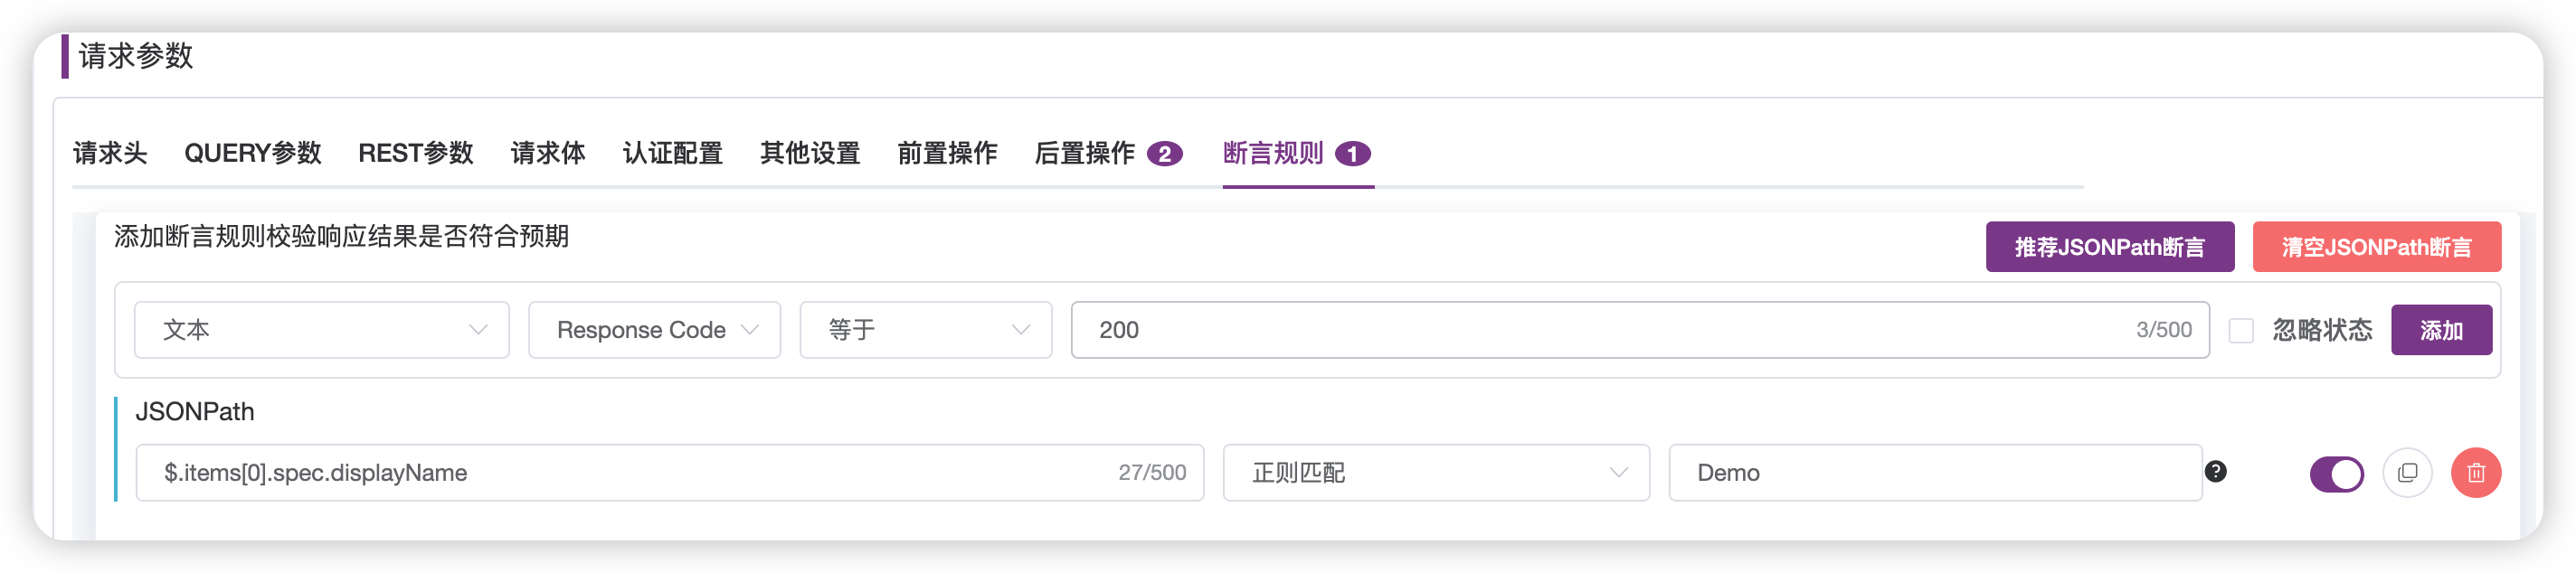 请求参数
请求头 QUERY参数 REST参数 请求体 认证配置 其他设置 前置操作 后置操作 2 断言规则 1
添加断言规则校验响应结果是否符合预期 推荐JSONPath断言 清空JSONPath断言
文本 Response Code 等于 200 3/500 忽略状态 添加
JSONPath
$.items[0].spec.displayName 27/500 正则匹配 Demo ?